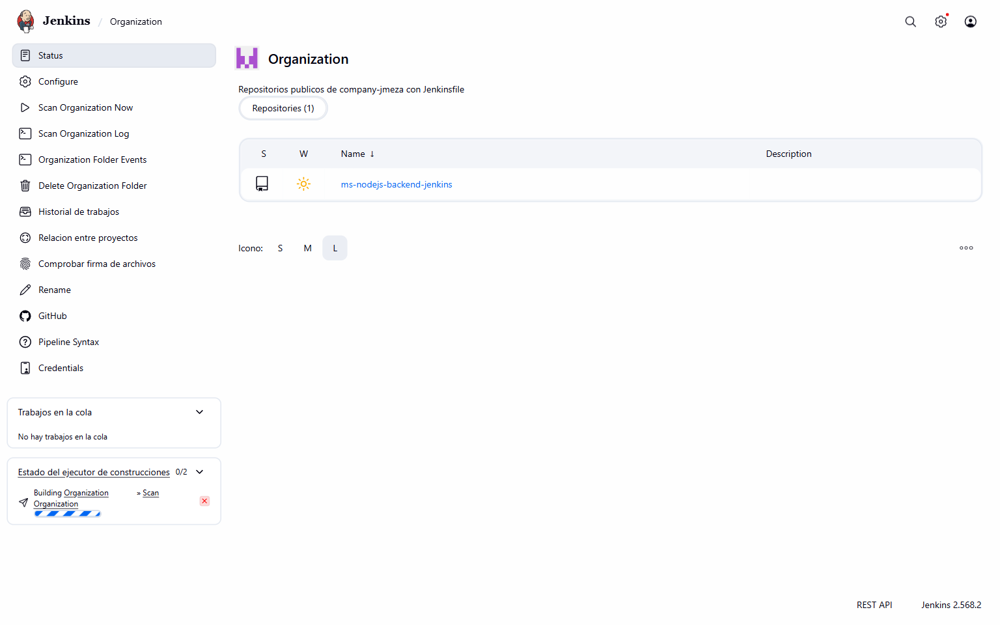 Jenkins / Organization
Status
Configure
Scan Organization Now
Scan Organization Log
Organization Folder Events
Delete Organization Folder
Historial de trabajos
Relacion entre proyectos
Comprobar firma de archivos
Rename
GitHub
Pipeline Syntax
Credentials
Trabajos en la cola
No hay trabajos en la cola
Estado del ejecutor de construcciones 0/2
Building Organization » Scan
Organization
Organization
Repositorios publicos de company-jmeza con Jenkinsfile
Repositories (1)
S W Name ↓ Description
ms-nodejs-backend-jenkins
Icono: S M L
REST API Jenkins 2.568.2